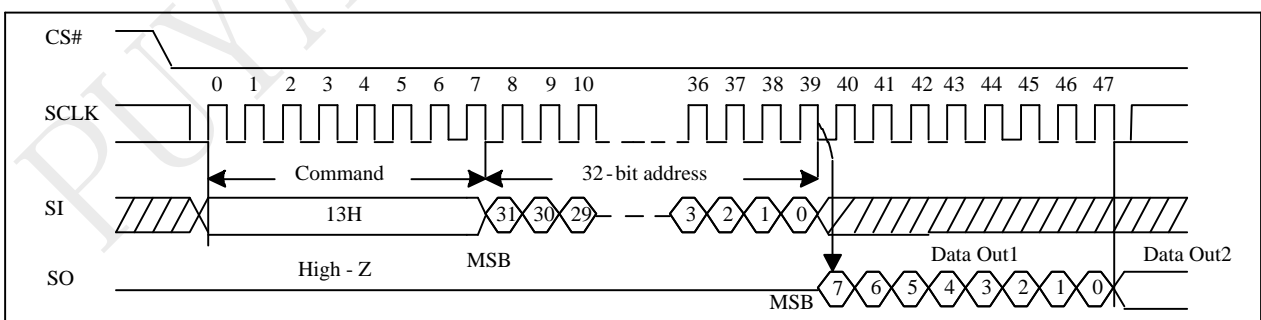 PUYA
CS#
0 1 2 3 4 5 6 7 8 9 10 36 37 38 39 40 41 42 43 44 45 46 47
SCLK
Command 32-bit address
SI 13H 31 30 29 3 2 1 0
High - Z MSB Data Out1 Data Out2
SO MSB 7 6 5 4 3 2 1 0